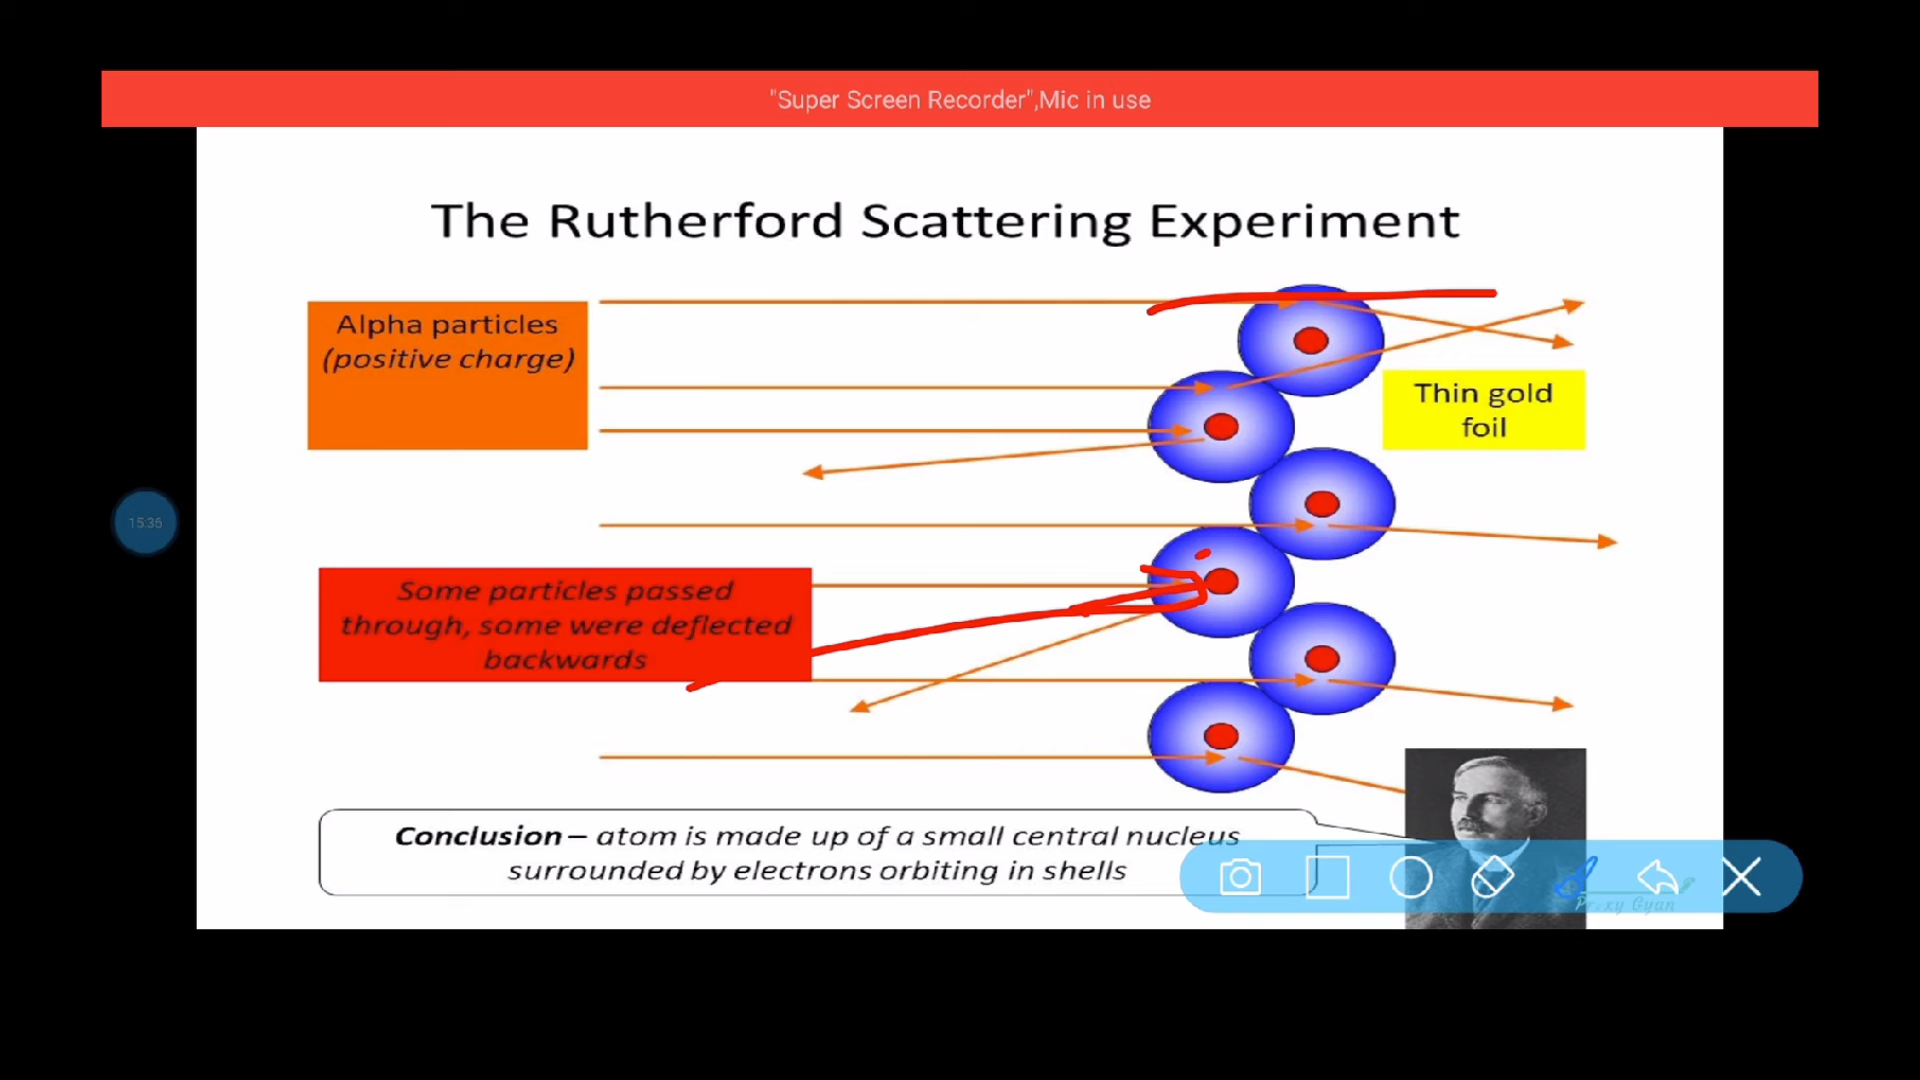 "Super Screen Recorder",Mic in use
The Rutherford Scattering Experiment
Alpha particles
(positive charge)
Thin gold
foil
15:36
Some particles passed
through, some were deflected
backwards
Conclusion – atom is made up of a small central nucleus
surrounded by electrons orbiting in shells
Gyan